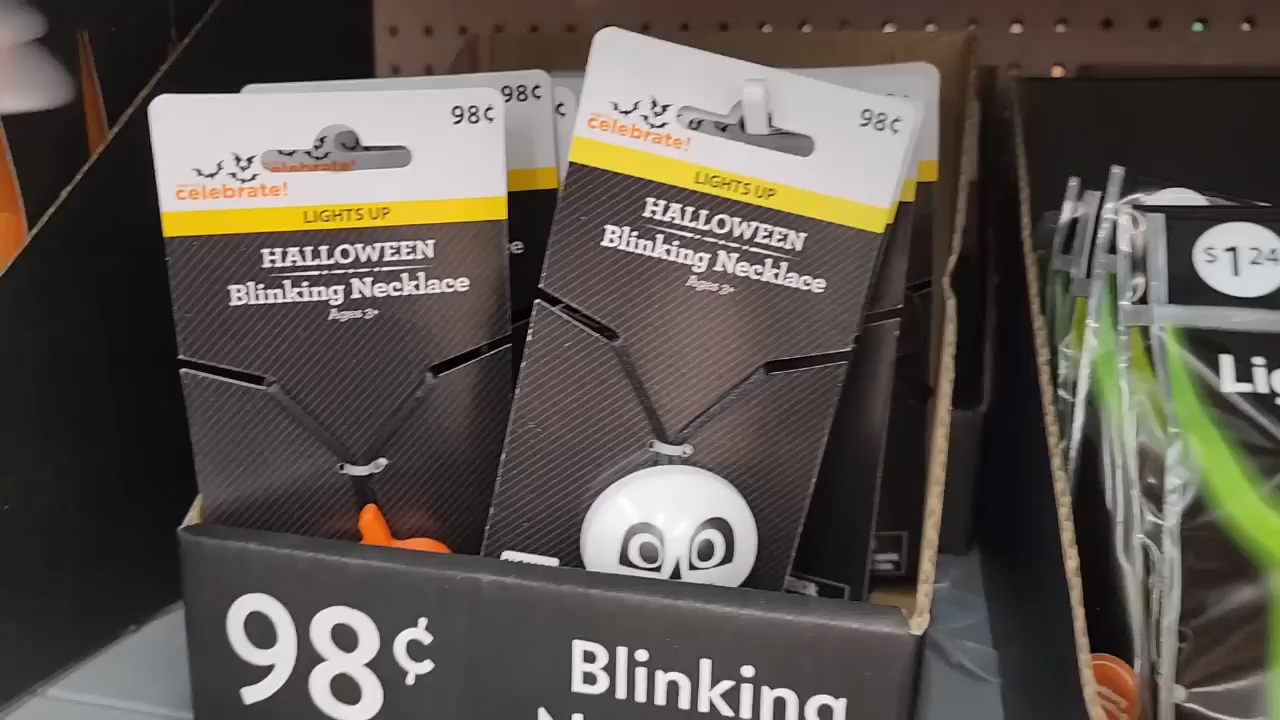 98¢
celebrate!
LIGHTS UP
HALLOWEEN
Blinking Necklace
Ages 3+
98¢
98¢
celebrate!
LIGHTS UP
HALLOWEEN
Blinking Necklace
Ages 3+
98¢
Blinking
$1 24